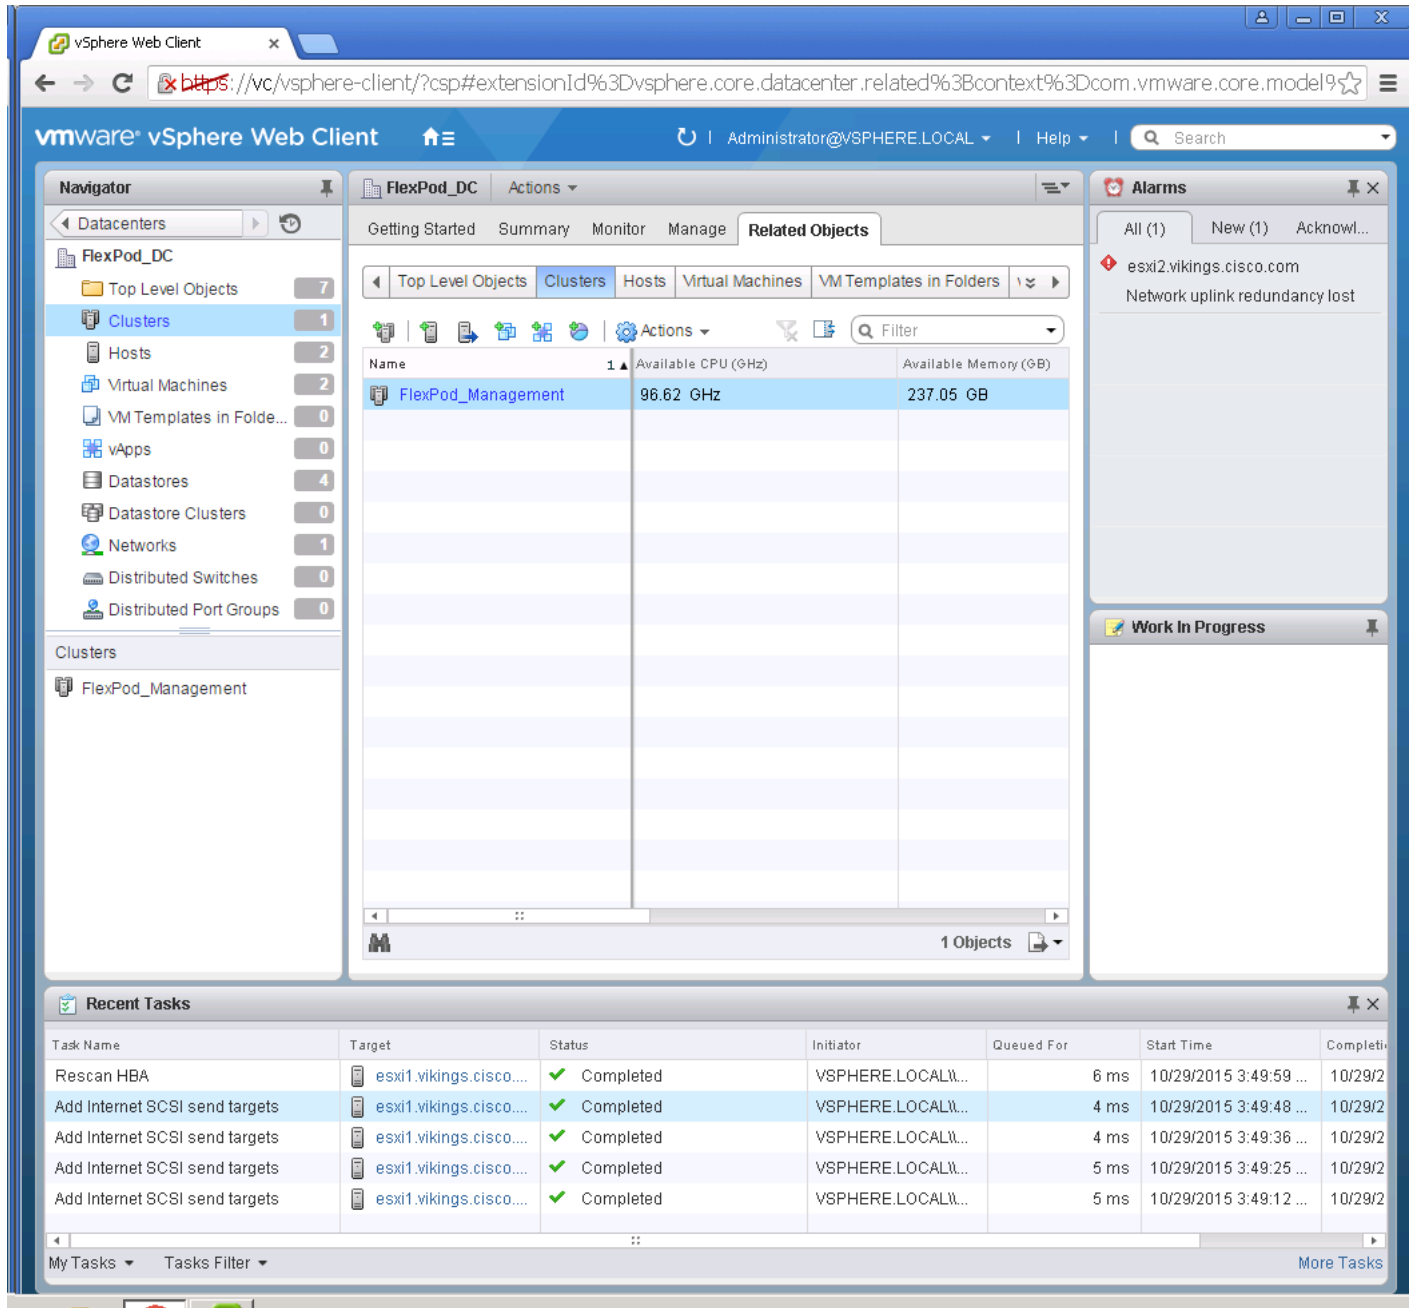 vSphere Web Client
https://vc/vsphere-client/?csp#extensionId%3Dvsphere.core.datacenter.related%3Bcontext%3Dcom.vmware.core.model9
vmware® vSphere Web Client
Administrator@VSPHERE.LOCAL
Help
Search
Navigator
Datacenters
FlexPod_DC
Top Level Objects 7
Clusters 1
Hosts 2
Virtual Machines 2
VM Templates in Folde... 0
vApps 0
Datastores 4
Datastore Clusters 0
Networks 1
Distributed Switches 0
Distributed Port Groups 0
Clusters
FlexPod_Management
FlexPod_DC Actions
Getting Started Summary Monitor Manage Related Objects
Top Level Objects Clusters Hosts Virtual Machines VM Templates in Folders
Actions Filter
Name 1 Available CPU (GHz) Available Memory (GB)
FlexPod_Management 96.62 GHz 237.05 GB
1 Objects
Alarms
All (1) New (1) Acknowl...
esxi2.vikings.cisco.com
Network uplink redundancy lost
Work In Progress
Recent Tasks
Task Name Target Status Initiator Queued For Start Time Completi
Rescan HBA esxi1.vikings.cisco.... Completed VSPHERE.LOCAL\\... 6 ms 10/29/2015 3:49:59 ... 10/29/2
Add Internet SCSI send targets esxi1.vikings.cisco.... Completed VSPHERE.LOCAL\\... 4 ms 10/29/2015 3:49:48 ... 10/29/2
Add Internet SCSI send targets esxi1.vikings.cisco.... Completed VSPHERE.LOCAL\\... 4 ms 10/29/2015 3:49:36 ... 10/29/2
Add Internet SCSI send targets esxi1.vikings.cisco.... Completed VSPHERE.LOCAL\\... 5 ms 10/29/2015 3:49:25 ... 10/29/2
Add Internet SCSI send targets esxi1.vikings.cisco.... Completed VSPHERE.LOCAL\\... 5 ms 10/29/2015 3:49:12 ... 10/29/2
My Tasks Tasks Filter More Tasks